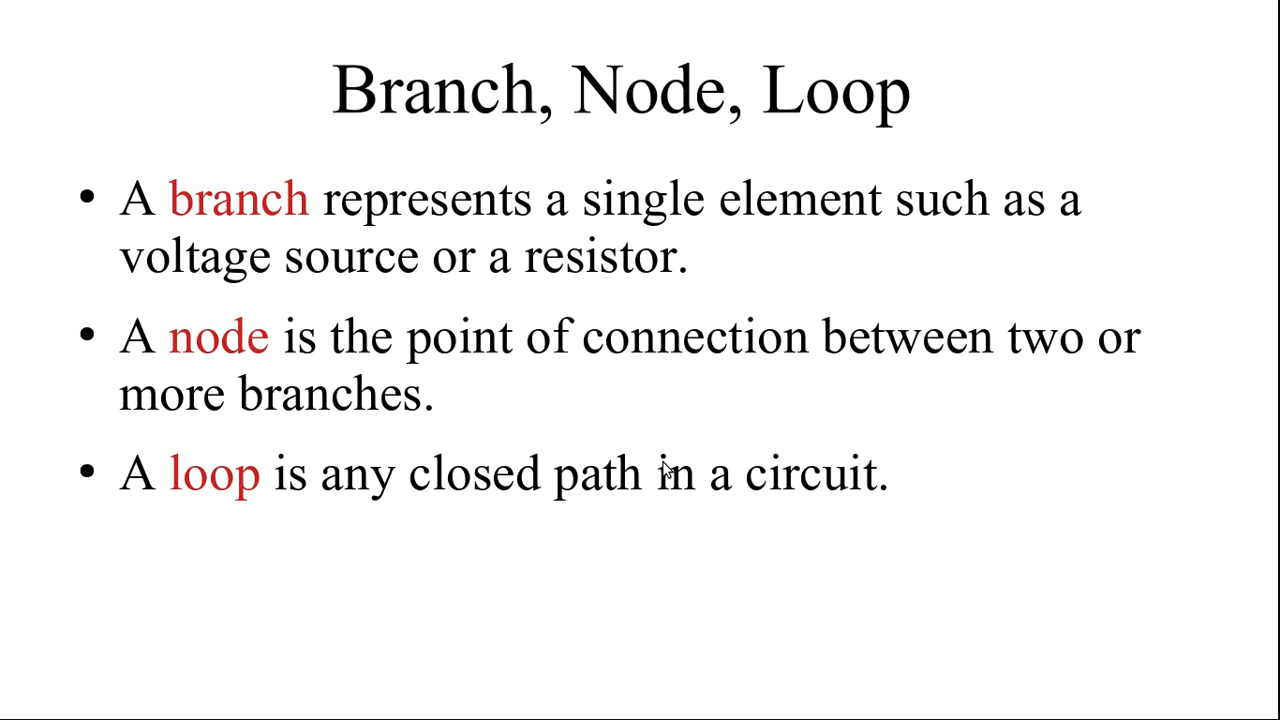 Branch, Node, Loop
• A branch represents a single element such as a
voltage source or a resistor.
• A node is the point of connection between two or
more branches.
• A loop is any closed path in a circuit.